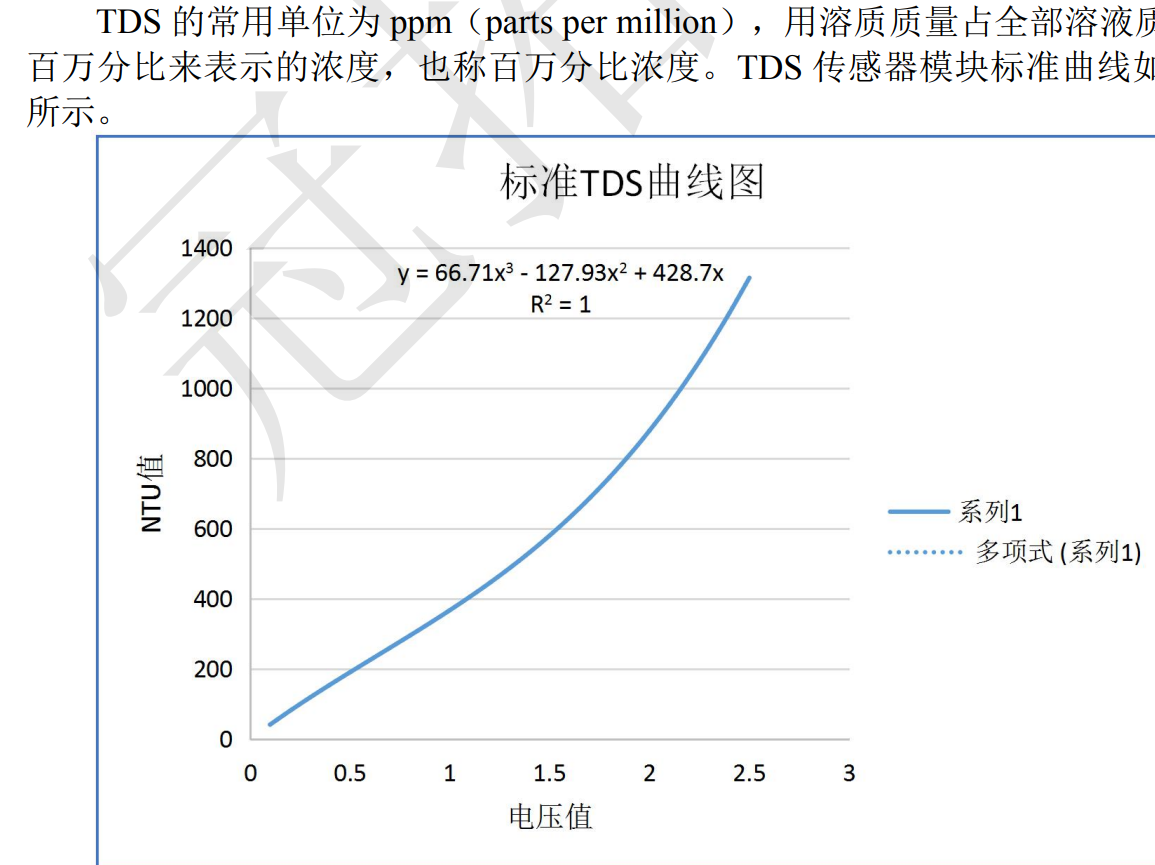 TDS 的常用单位为 ppm（parts per million），用溶质质量占全部溶液质
百万分比来表示的浓度，也称百万分比浓度。TDS 传感器模块标准曲线如
所示。
标准TDS曲线图
y = 66.71x³ - 127.93x² + 428.7x
R² = 1
1400
1200
1000
800
600
400
200
0
NTU值
0 0.5 1 1.5 2 2.5 3
电压值
系列1
多项式 (系列1)